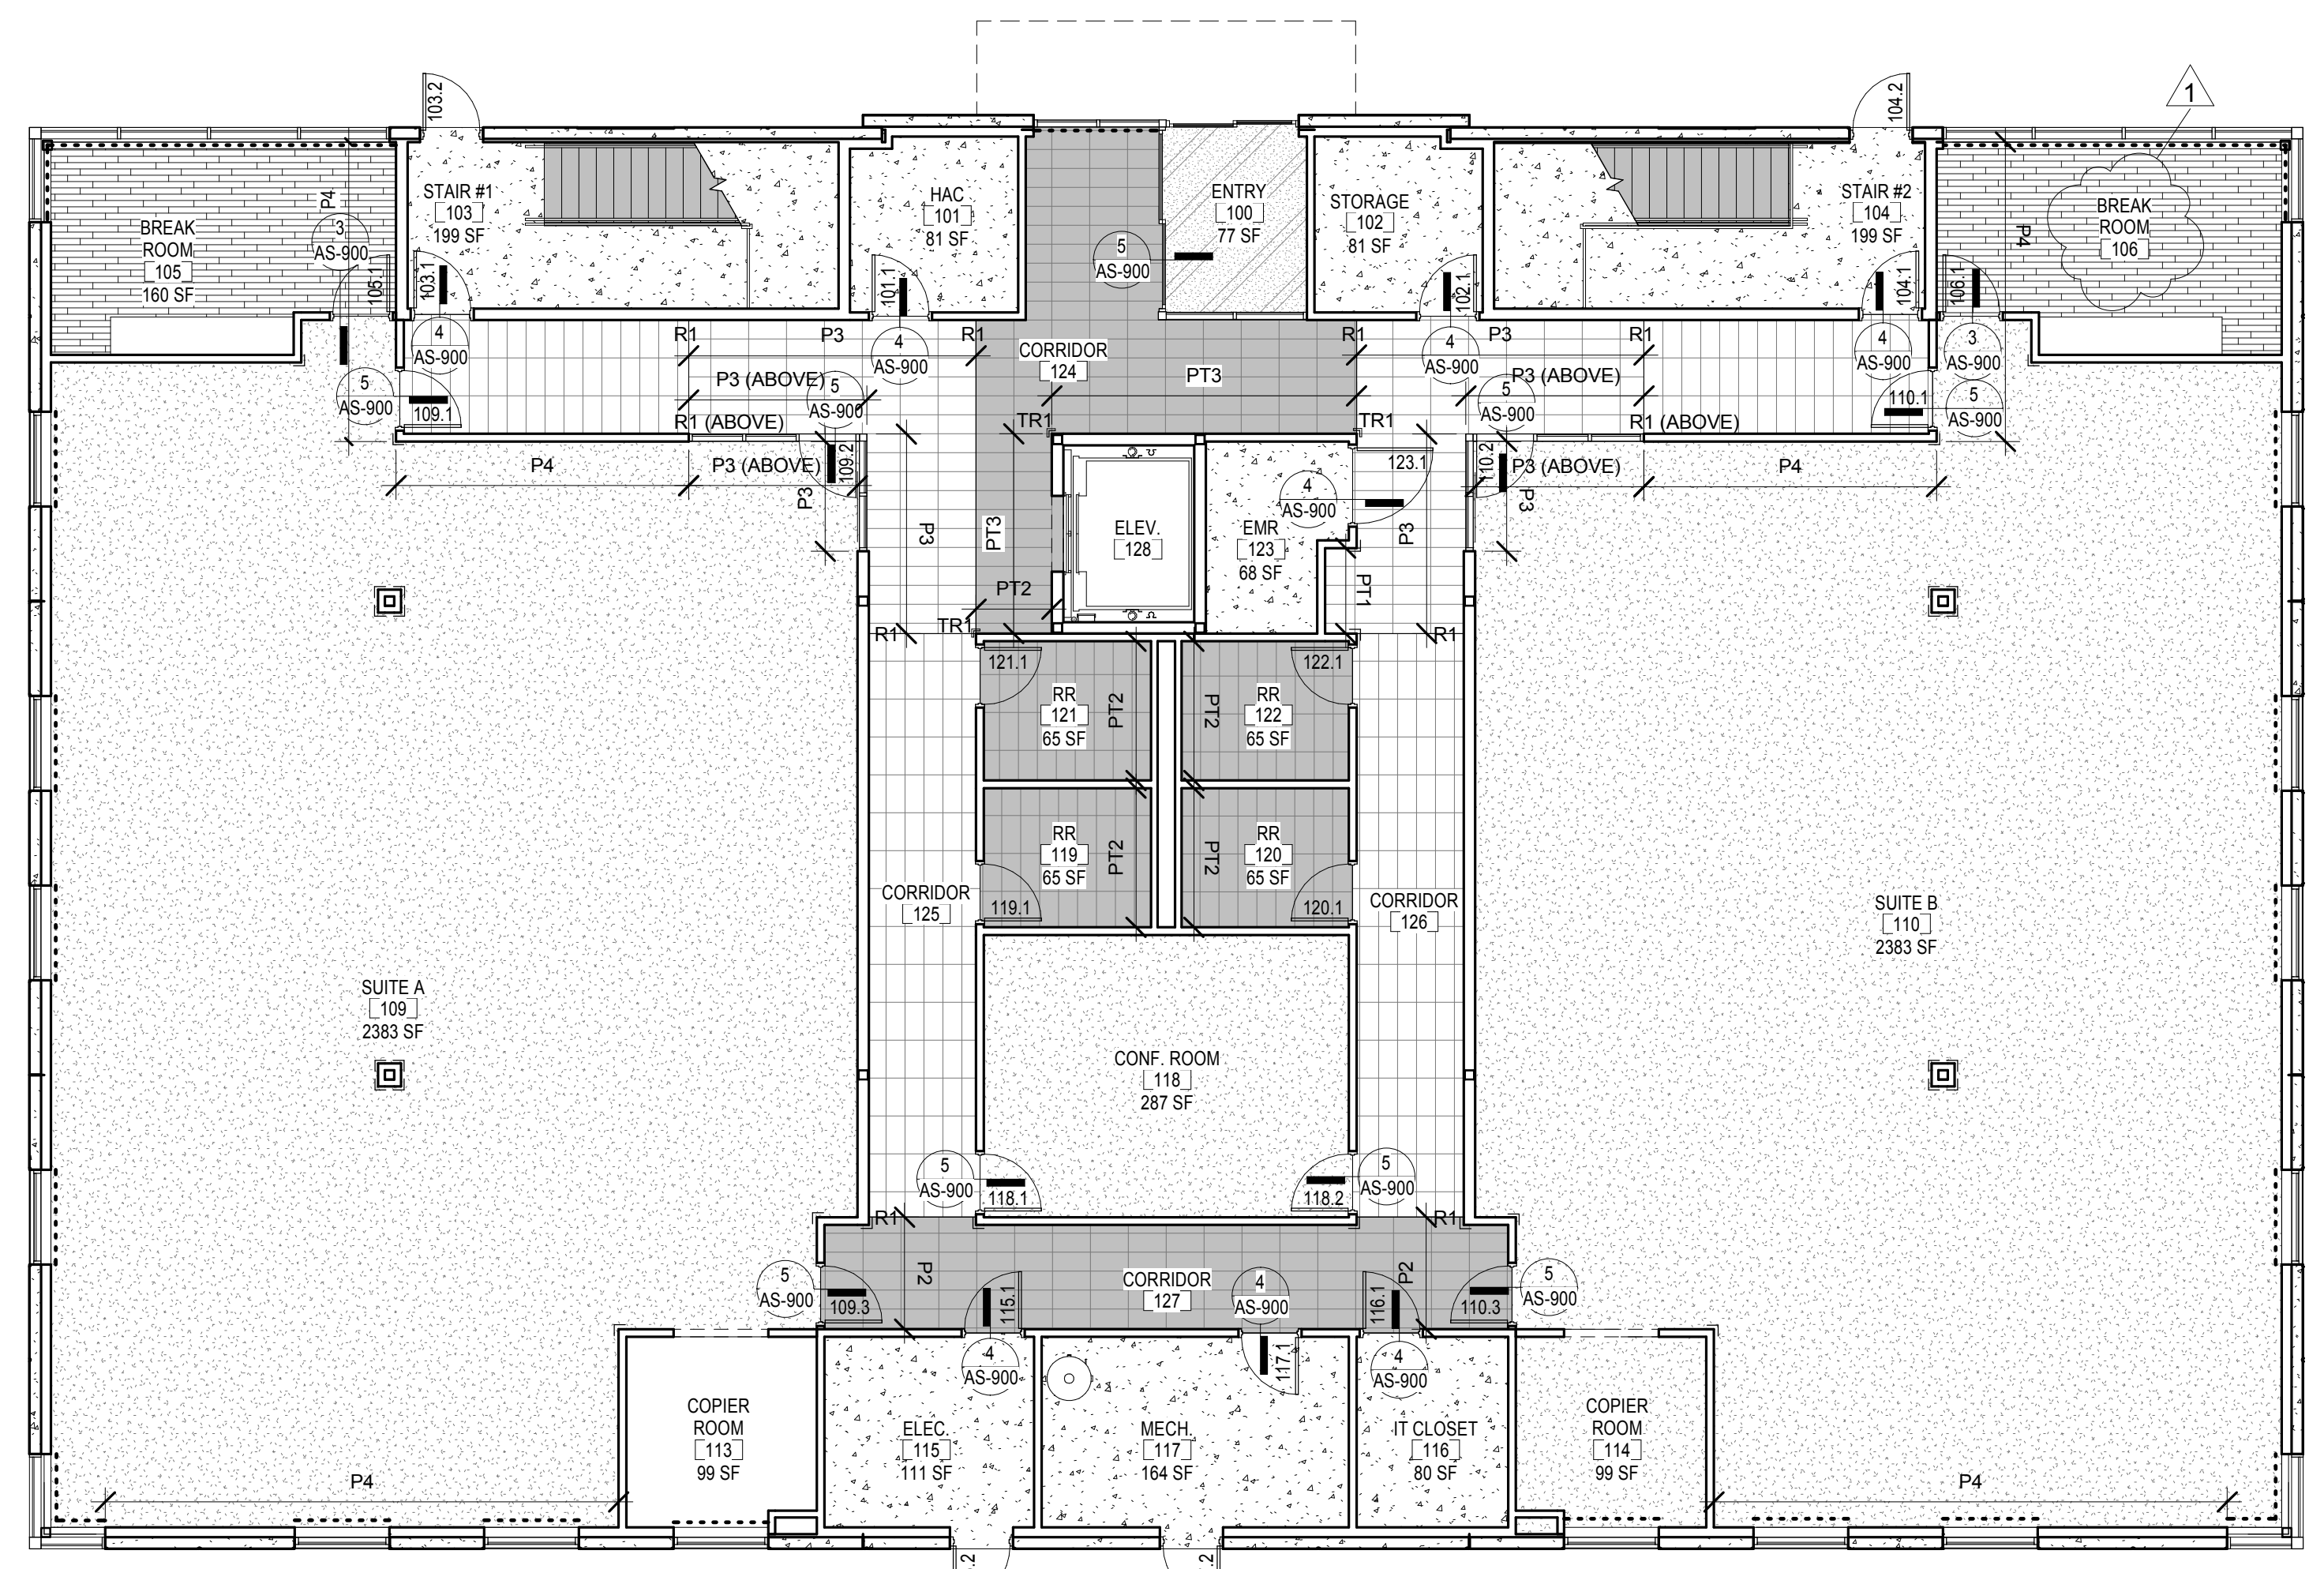 103.2
104.2
1
STAIR #1
103
199 SF
HAC
101
81 SF
ENTRY
100
77 SF
STORAGE
102
81 SF
STAIR #2
104
199 SF
BREAK
ROOM
105
160 SF
P4
3
AS-900
105.1
103.1
101.1
5
AS-900
102.1
104.1
106.1
P4
BREAK
ROOM
106
4
AS-900
R1
P3
4
AS-900
R1
CORRIDOR
124
PT3
R1
4
AS-900
P3
R1
4
AS-900
3
AS-900
5
AS-900
109.1
P3 (ABOVE)
5
AS-900
R1 (ABOVE)
TR1
TR1
5
AS-900
P3 (ABOVE)
R1 (ABOVE)
110.1
5
AS-900
P4
P3 (ABOVE)
109.2
P3
123.1
110.2
P3 (ABOVE)
P3
P4
4
AS-900
P3
PT3
ELEV.
128
EMR
123
68 SF
P3
PT2
PT1
R1
TR1
R1
121.1
122.1
RR
121
65 SF
PT2
PT2
RR
122
65 SF
RR
119
65 SF
PT2
PT2
RR
120
65 SF
119.1
120.1
CORRIDOR
125
CORRIDOR
126
SUITE B
110
2383 SF
SUITE A
109
2383 SF
CONF. ROOM
118
287 SF
5
AS-900
118.1
118.2
5
AS-900
R1
R1
5
AS-900
109.3
P2
115.1
CORRIDOR
127
4
AS-900
116.1
P2
110.3
5
AS-900
4
AS-900
117.1
4
AS-900
COPIER
ROOM
113
99 SF
ELEC.
115
111 SF
MECH.
117
164 SF
IT CLOSET
116
80 SF
COPIER
ROOM
114
99 SF
P4
P4
.2
.2